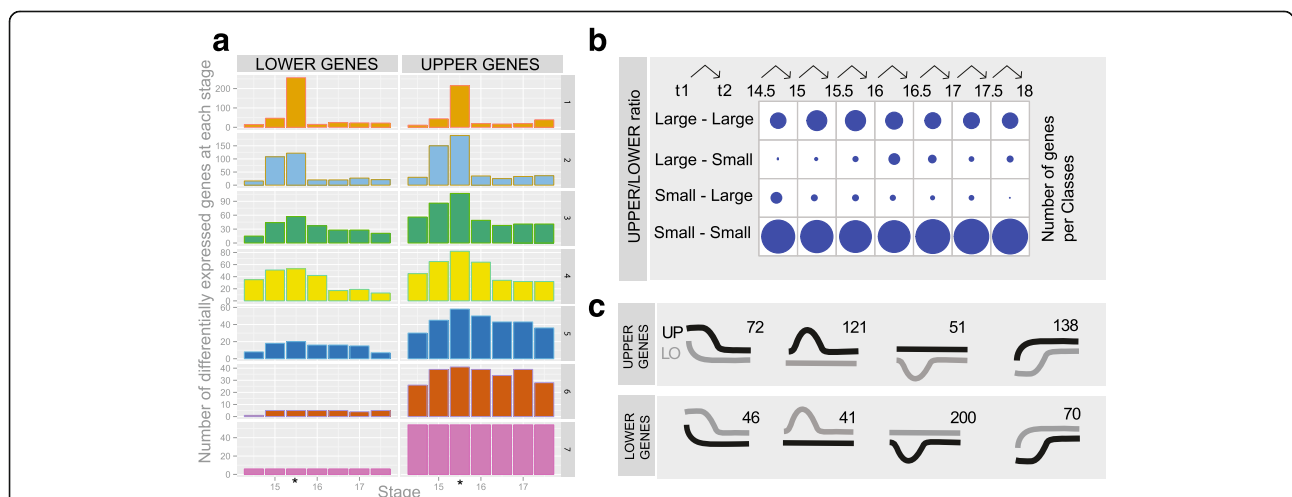 a
LOWER GENES
UPPER GENES
Number of differentially expressed genes at each stage
200
100
0
1
150
100
50
0
2
90
60
30
0
3
80
60
40
20
0
4
60
40
20
0
5
40
30
20
10
0
6
40
20
0
7
15 * 16 17
15 * 16 17
Stage
b
UPPER/LOWER ratio
t1 t2 14.5 15 15.5 16 16.5 17 17.5 18
Large - Large
Large - Small
Small - Large
Small - Small
Number of genes
per Classes
c
UPPER
GENES
UP
LO
72
121
51
138
LOWER
GENES
46
41
200
70